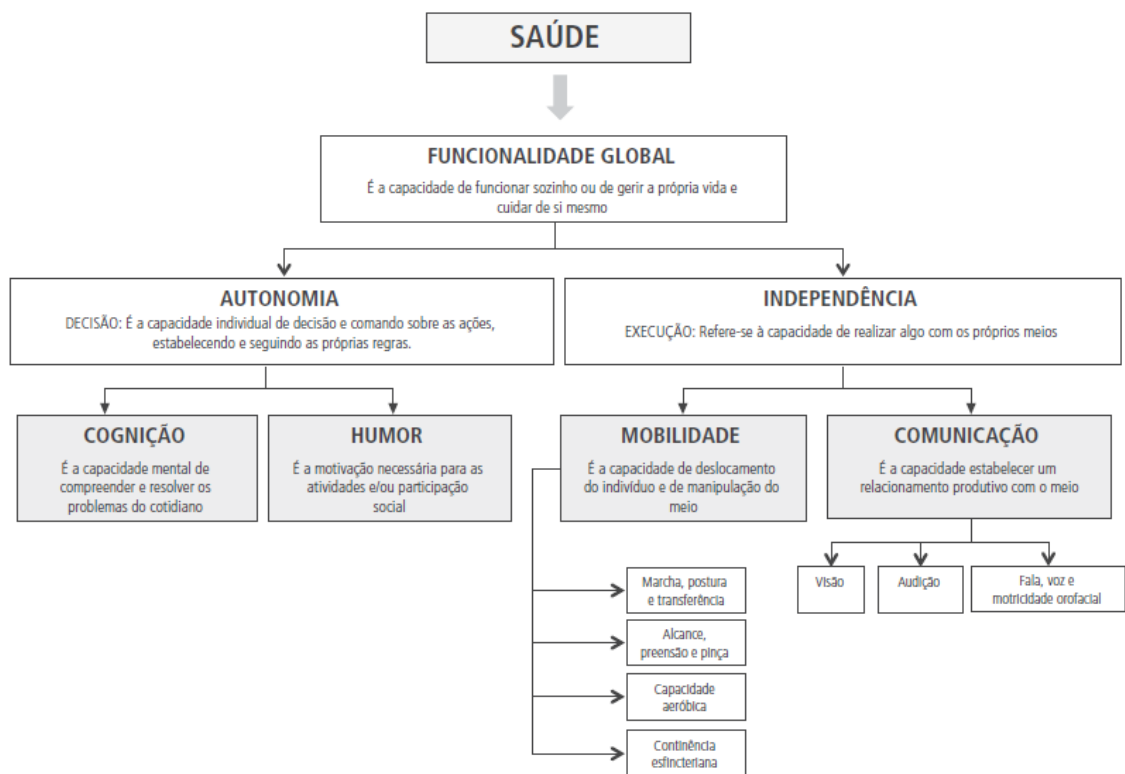 SAÚDE
FUNCIONALIDADE GLOBAL
É a capacidade de funcionar sozinho ou de gerir a própria vida e
cuidar de si mesmo
AUTONOMIA
DECISÃO: É a capacidade individual de decisão e comando sobre as ações,
estabelecendo e seguindo as próprias regras.
INDEPENDÊNCIA
EXECUÇÃO: Refere-se à capacidade de realizar algo com os próprios meios
COGNIÇÃO
É a capacidade mental de
compreender e resolver os
problemas do cotidiano
HUMOR
É a motivação necessária para as
atividades e/ou participação
social
MOBILIDADE
É a capacidade de deslocamento
do indivíduo e de manipulação do
meio
COMUNICAÇÃO
É a capacidade estabelecer um
relacionamento produtivo com o meio
Visão
Audição
Fala, voz e
motricidade orofacial
Marcha, postura
e transferência
Alcance,
preensão e pinça
Capacidade
aeróbica
Continência
esfincteriana